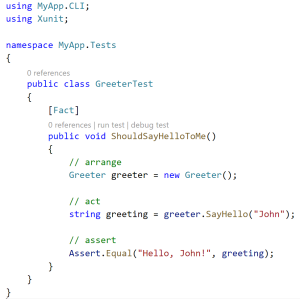 using MyApp.CLI;
using Xunit;
namespace MyApp.Tests
{
0 references
public class GreeterTest
{
[Fact]
0 references | run test | debug test
public void ShouldSayHelloToMe()
{
// arrange
Greeter greeter = new Greeter();
// act
string greeting = greeter.SayHello("John");
// assert
Assert.Equal("Hello, John!", greeting);
}
}
}